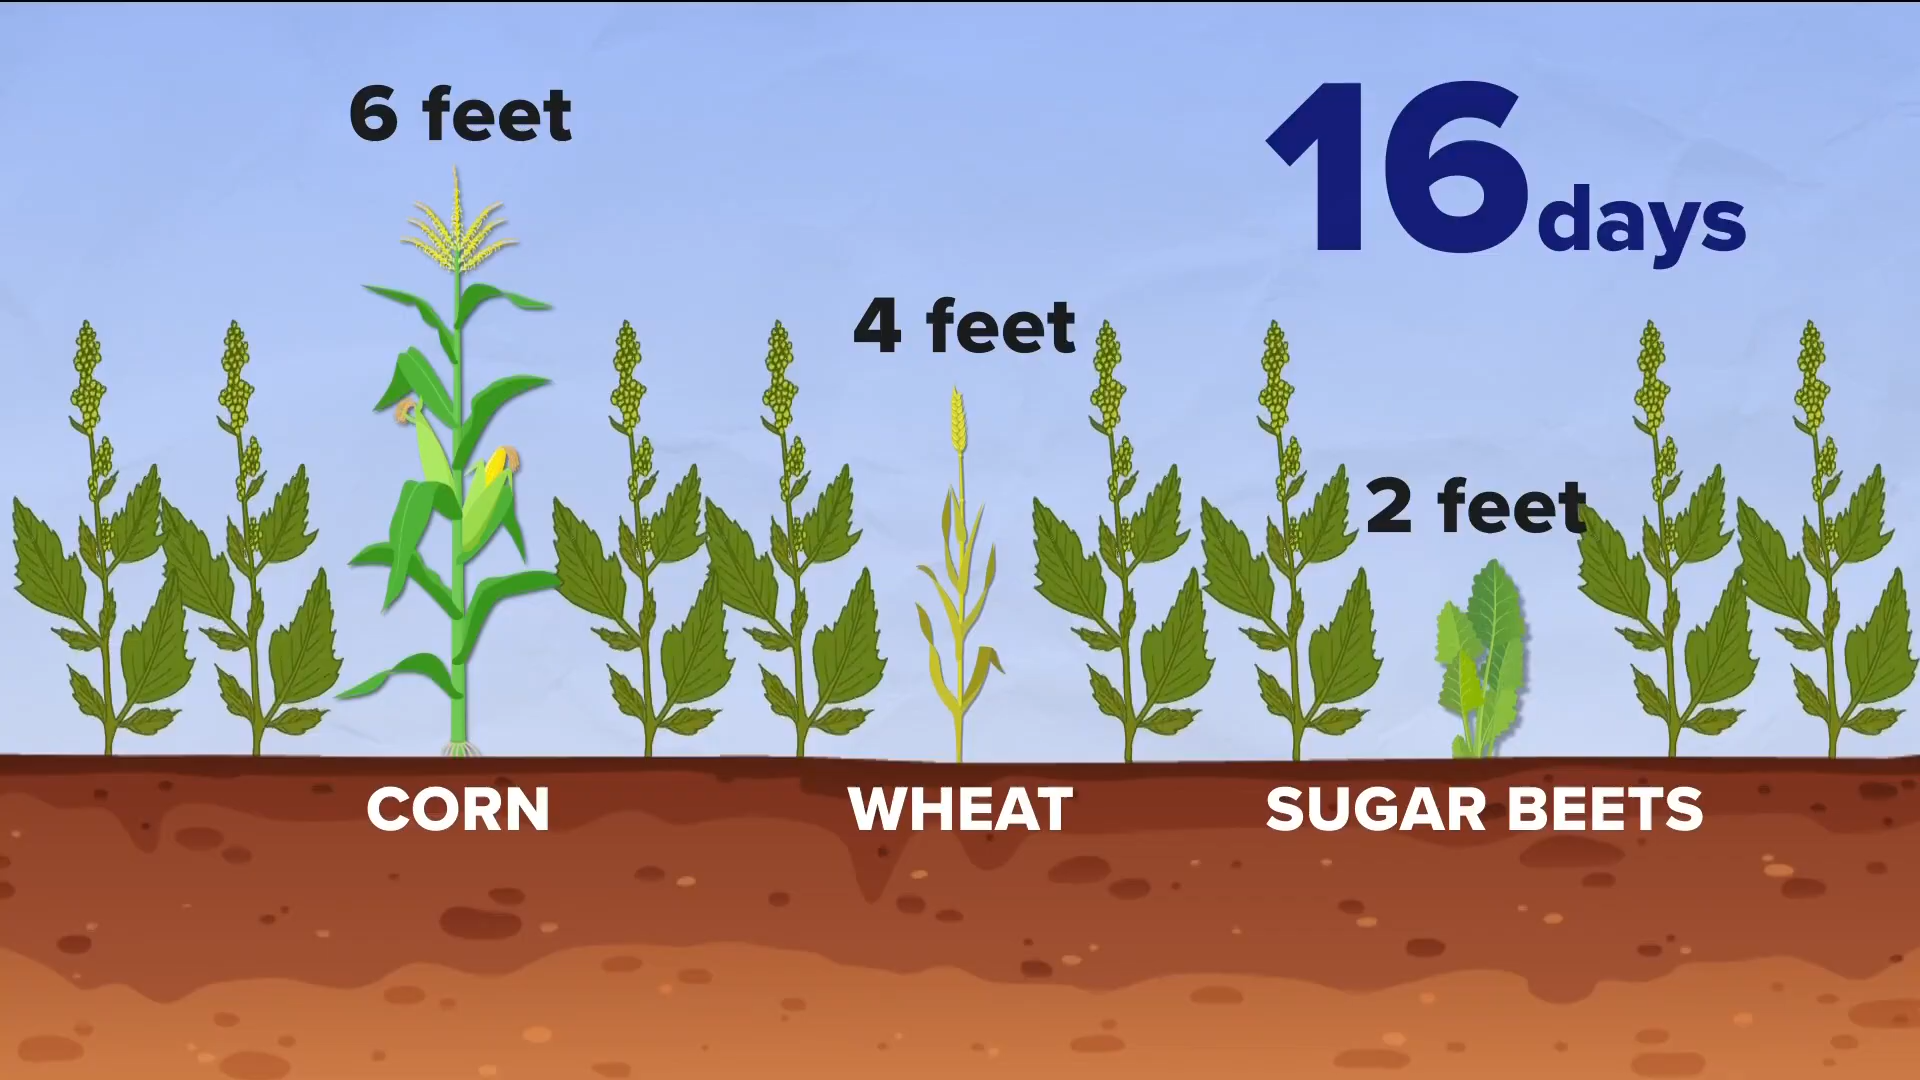 6 feet
16 days
4 feet
2 feet
CORN
WHEAT
SUGAR BEETS